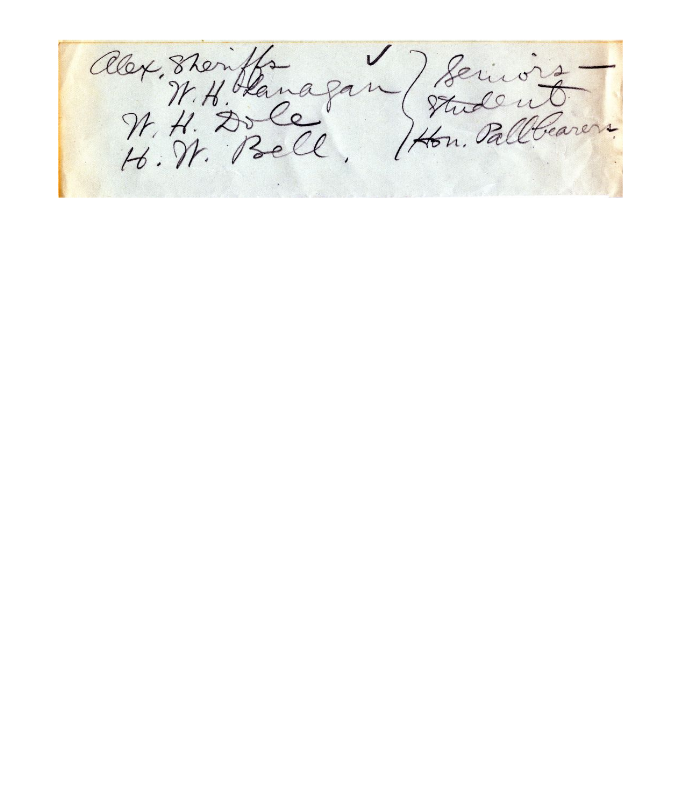 Alex. Sheriffs ✓
W. H. Flanagan
W. H. Dole
H. W. Bell.
} Seniors —
Student
Hon. Pallbearers.